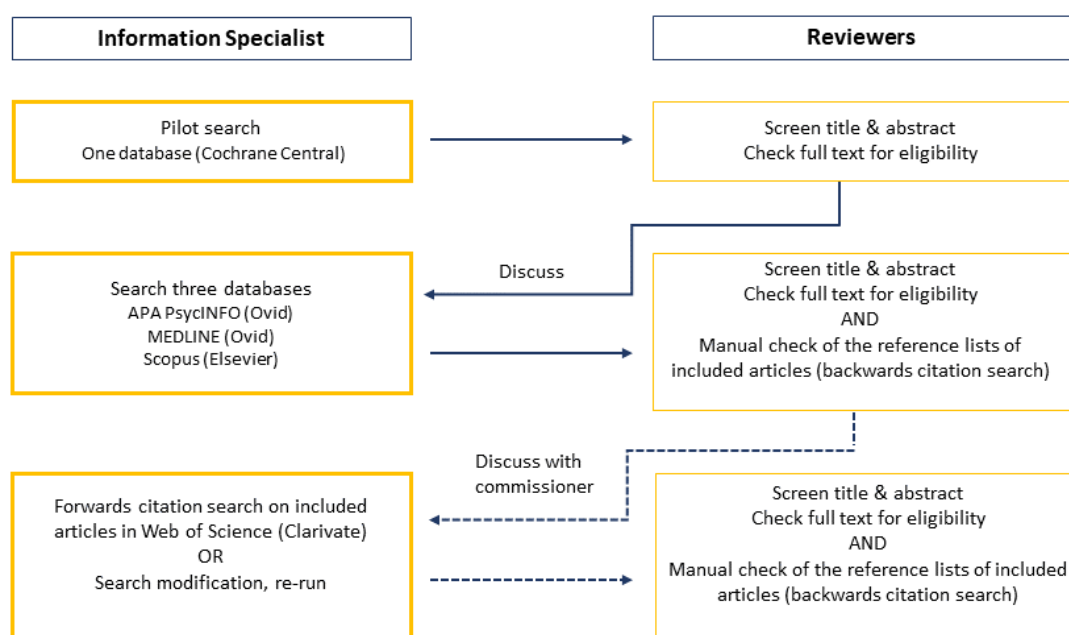 Information Specialist
Reviewers
Pilot search
One database (Cochrane Central)
Screen title & abstract
Check full text for eligibility
Discuss
Search three databases
APA PsycINFO (Ovid)
MEDLINE (Ovid)
Scopus (Elsevier)
Screen title & abstract
Check full text for eligibility
AND
Manual check of the reference lists of
included articles (backwards citation search)
Discuss with
commissioner
Forwards citation search on included
articles in Web of Science (Clarivate)
OR
Search modification, re-run
Screen title & abstract
Check full text for eligibility
AND
Manual check of the reference lists of included
articles (backwards citation search)